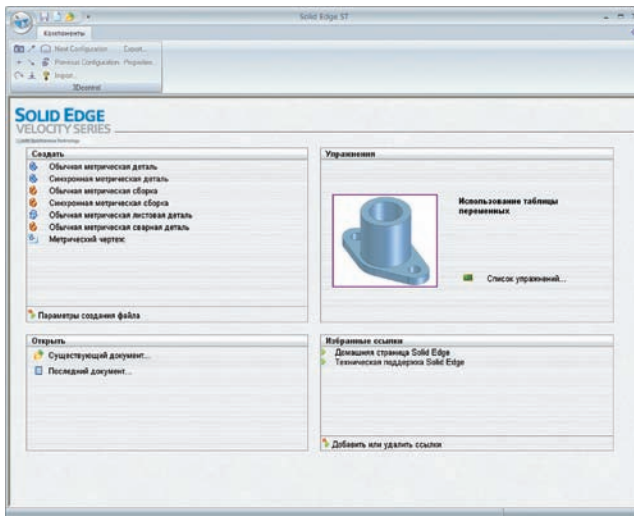 Solid Edge ST
Компоненты
Next Configuration Export...
Previous Configuration Properties...
Import...
3Dconnect
SOLID EDGE
VELOCITY SERIES
Создать
Обычная метрическая деталь
Синхронная метрическая деталь
Обычная метрическая сборка
Синхронная метрическая сборка
Обычная метрическая листовая деталь
Обычная метрическая сварная деталь
Метрический чертеж
Параметры создания файла
Упражнения
Использование таблицы
переменных
Список упражнений...
Открыть
Существующий документ...
Последний документ...
Избранные ссылки
Домашняя страница Solid Edge
Техническая поддержка Solid Edge
Добавить или удалить ссылки